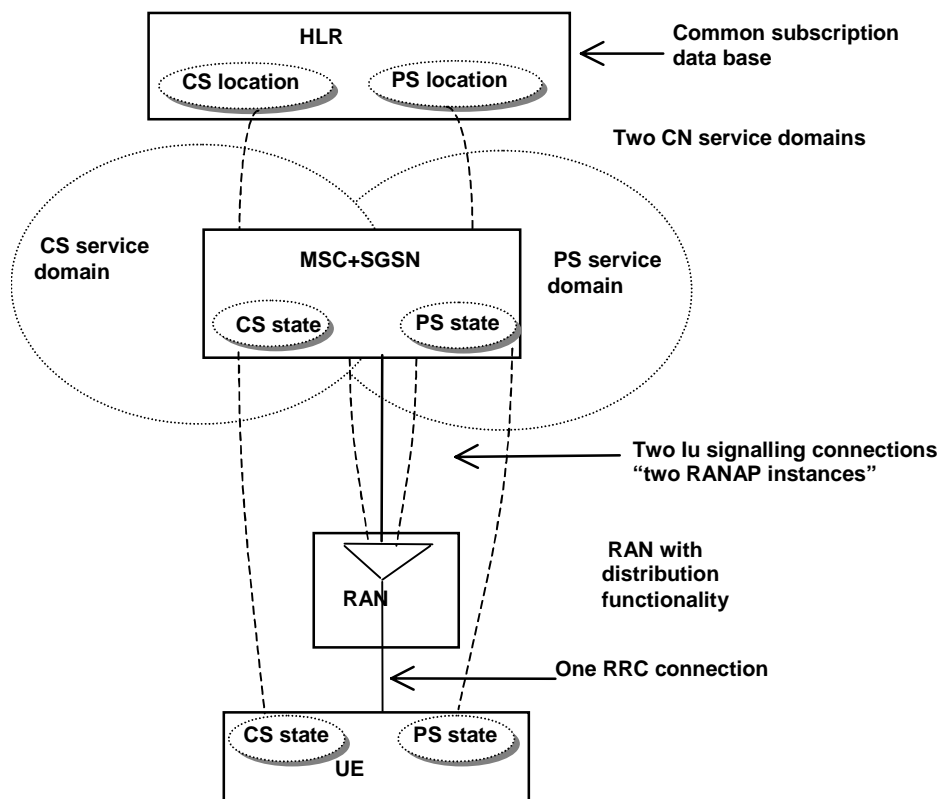 HLR
Common subscription
data base
CS location
PS location
Two CN service domains
CS service
domain
MSC+SGSN
PS service
domain
CS state
PS state
Two Iu signalling connections
“two RANAP instances”
RAN with
distribution
functionality
RAN
One RRC connection
CS state
PS state
UE